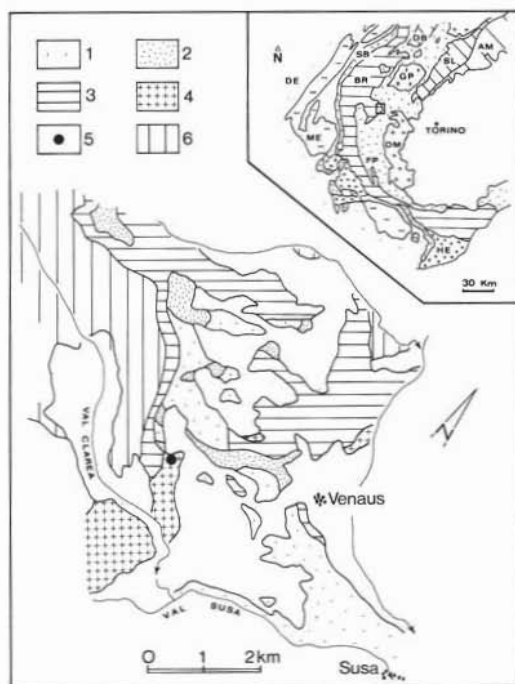 1 2
3 4
5 6
N
DE
SB
DB
BR
GP
SL
AM
ME
FP
DM
TORINO
HE
30 Km
VAL CLAREA
Venaus
VAL SUSA
0 1 2km
Susa